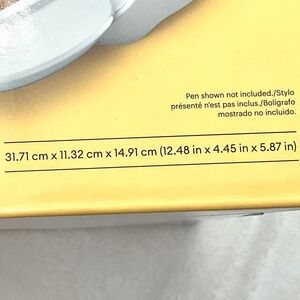 Pen shown not included./Stylo
présenté n'est pas inclus./Bolígrafo
mostrado no incluido.
31.71 cm x 11.32 cm x 14.91 cm (12.48 in x 4.45 in x 5.87 in)